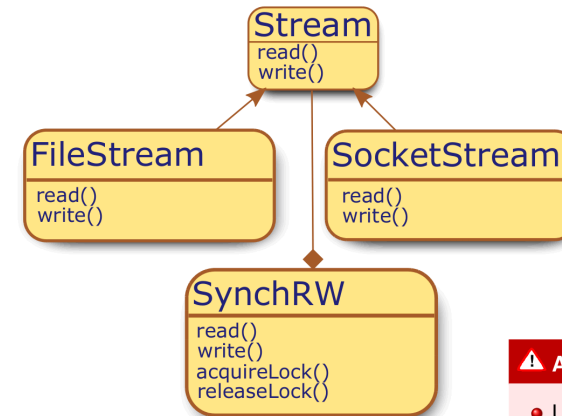 Stream
read()
write()
FileStream
read()
write()
SocketStream
read()
write()
SynchRW
read()
write()
acquireLock()
releaseLock()